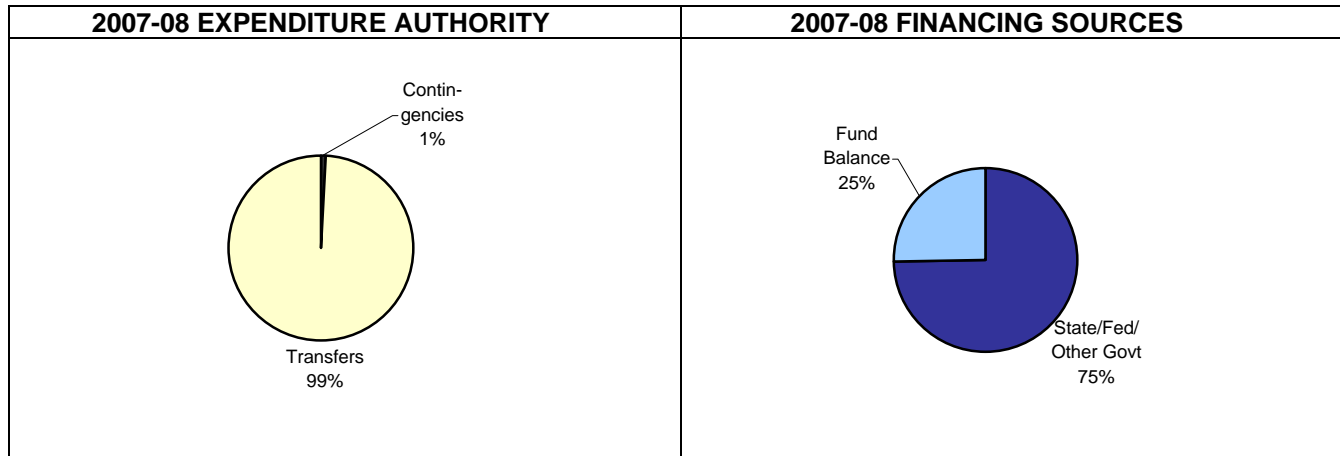 2007-08 EXPENDITURE AUTHORITY
Contin-
gencies
1%
Transfers
99%
2007-08 FINANCING SOURCES
Fund
Balance
25%
State/Fed/
Other Govt
75%